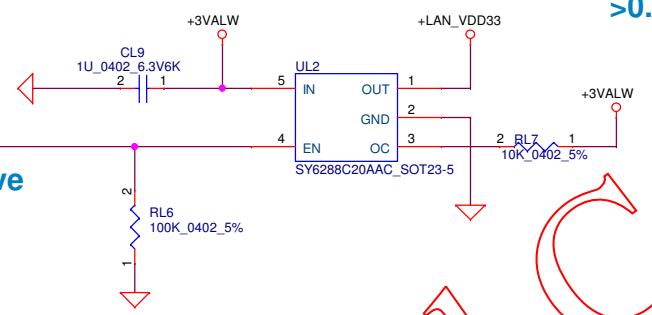 >0.
+3VALW
+LAN_VDD33
CL9
1U_0402_6.3V6K
2 1
UL2
5 IN OUT 1
GND 2
+3VALW
4 EN OC 3
2 RL7 1
10K_0402_5%
SY6288C20AAC_SOT23-5
ve
2
RL6
100K_0402_5%
1
C